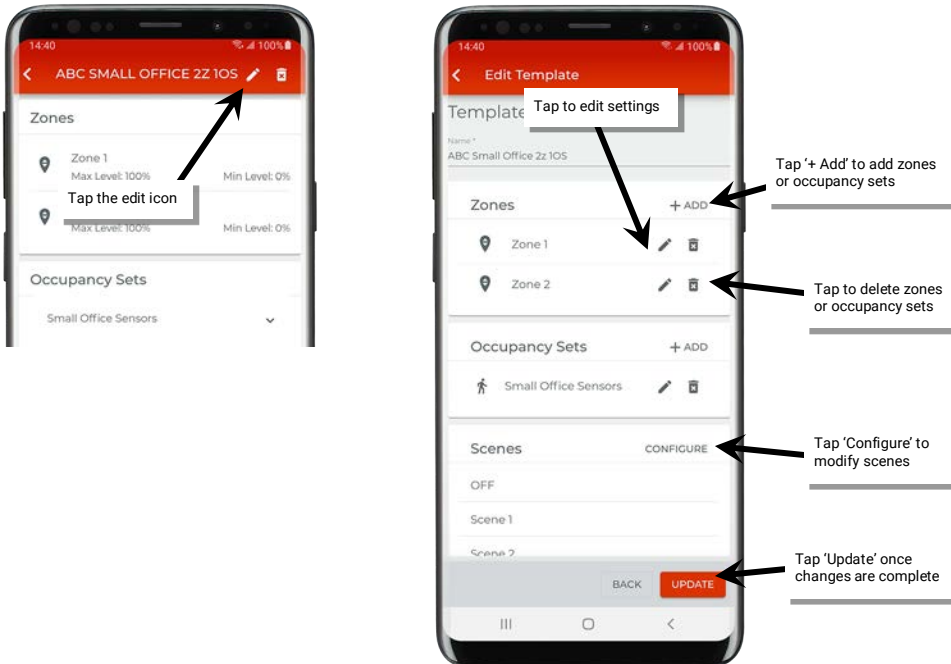 14:40
100%
ABC SMALL OFFICE 2Z 1OS
Zones
Zone 1
Max Level: 100% Min Level: 0%
Tap the edit icon
Max Level: 100% Min Level: 0%
Occupancy Sets
Small Office Sensors
14:40
100%
Edit Template
Template
Tap to edit settings
Name *
ABC Small Office 2z 1OS
Zones + ADD
Zone 1
Zone 2
Occupancy Sets + ADD
Small Office Sensors
Scenes CONFIGURE
OFF
Scene 1
Scene 2
BACK UPDATE
Tap ‘+ Add’ to add zones
or occupancy sets
Tap to delete zones
or occupancy sets
Tap ‘Configure’ to
modify scenes
Tap ‘Update’ once
changes are complete